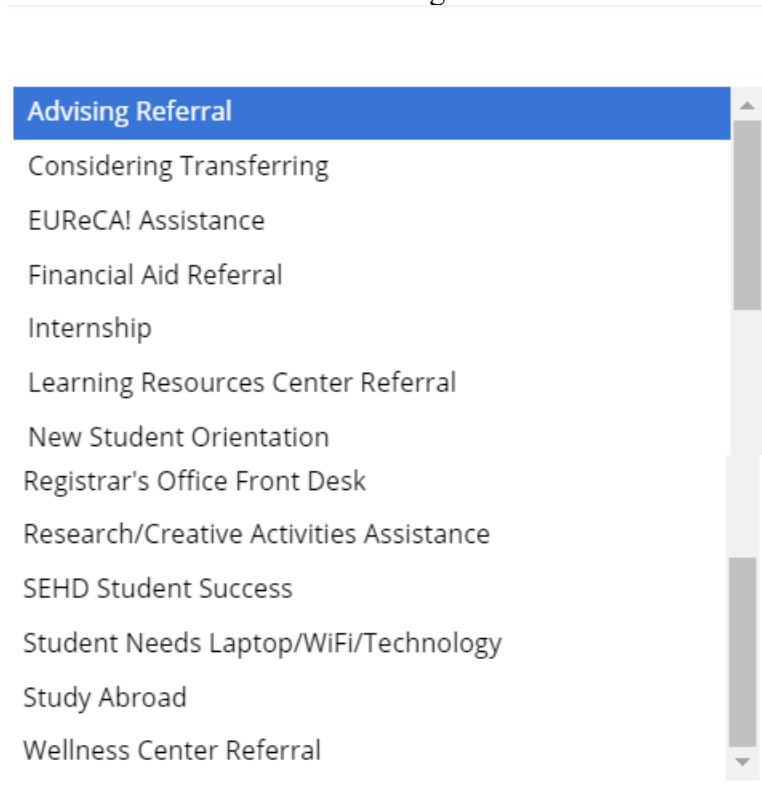 Advising Referral
Considering Transferring
EUReCA! Assistance
Financial Aid Referral
Internship
Learning Resources Center Referral
New Student Orientation
Registrar's Office Front Desk
Research/Creative Activities Assistance
SEHD Student Success
Student Needs Laptop/WiFi/Technology
Study Abroad
Wellness Center Referral